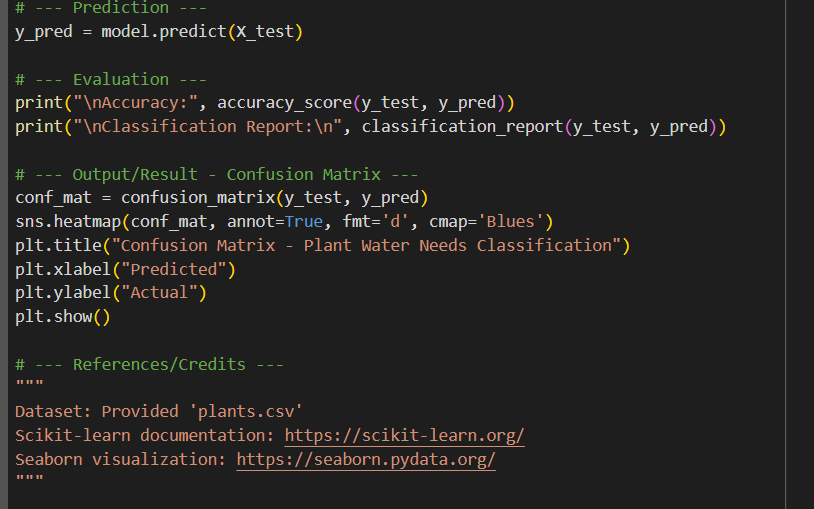 # --- Prediction ---
y_pred = model.predict(X_test)
# --- Evaluation ---
print("\nAccuracy:", accuracy_score(y_test, y_pred))
print("\nClassification Report:\n", classification_report(y_test, y_pred))
# --- Output/Result - Confusion Matrix ---
conf_mat = confusion_matrix(y_test, y_pred)
sns.heatmap(conf_mat, annot=True, fmt='d', cmap='Blues')
plt.title("Confusion Matrix - Plant Water Needs Classification")
plt.xlabel("Predicted")
plt.ylabel("Actual")
plt.show()
# --- References/Credits ---
"""
Dataset: Provided 'plants.csv'
Scikit-learn documentation: https://scikit-learn.org/
Seaborn visualization: https://seaborn.pydata.org/
"""